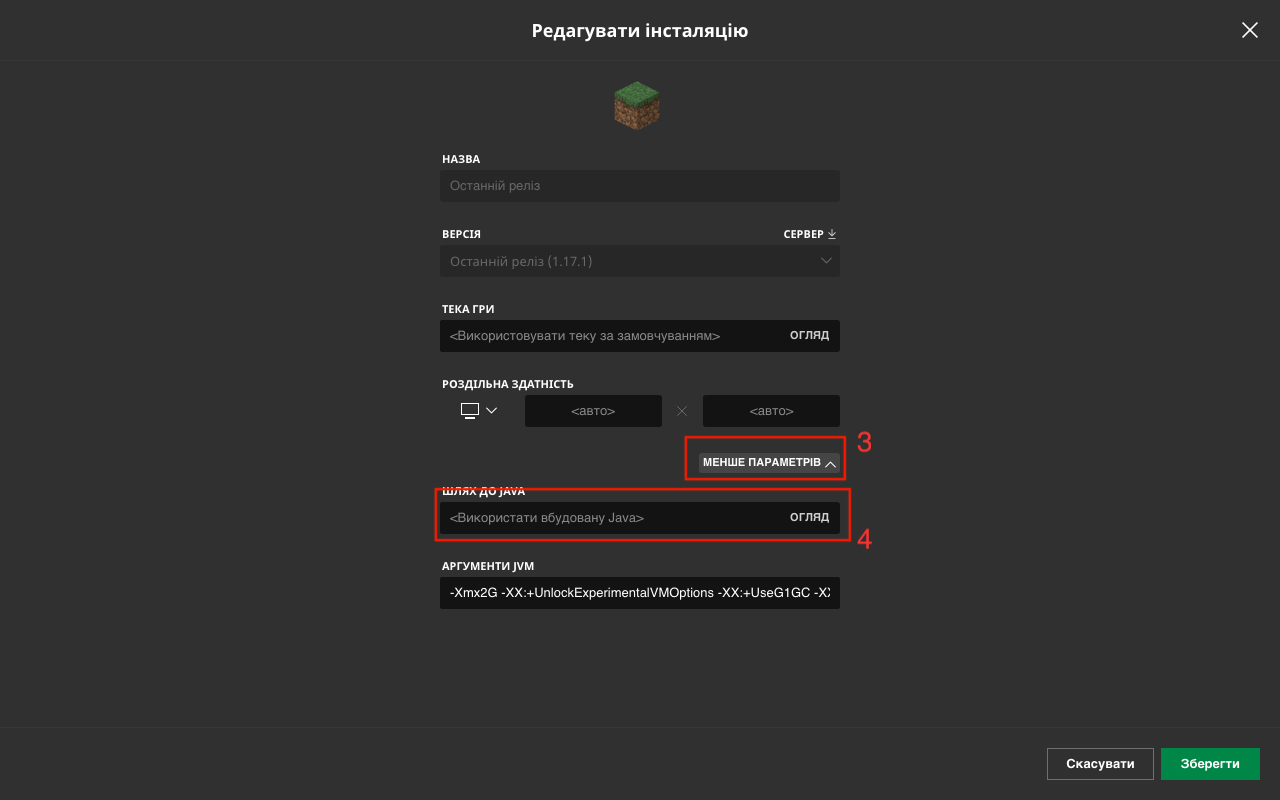 Редагувати інсталяцію
НАЗВА
Останній реліз
ВЕРСІЯ СЕРВЕР
Останній реліз (1.17.1)
ТЕКА ГРИ
<Використовувати теку за замовчуванням> ОГЛЯД
РОЗДІЛЬНА ЗДАТНІСТЬ
<авто> <авто>
3
МЕНШЕ ПАРАМЕТРІВ
ШЛЯХ ДО JAVA
<Використати вбудовану Java> ОГЛЯД
4
АРГУМЕНТИ JVM
-Xmx2G -XX:+UnlockExperimentalVMOptions -XX:+UseG1GC -XX
Скасувати Зберегти